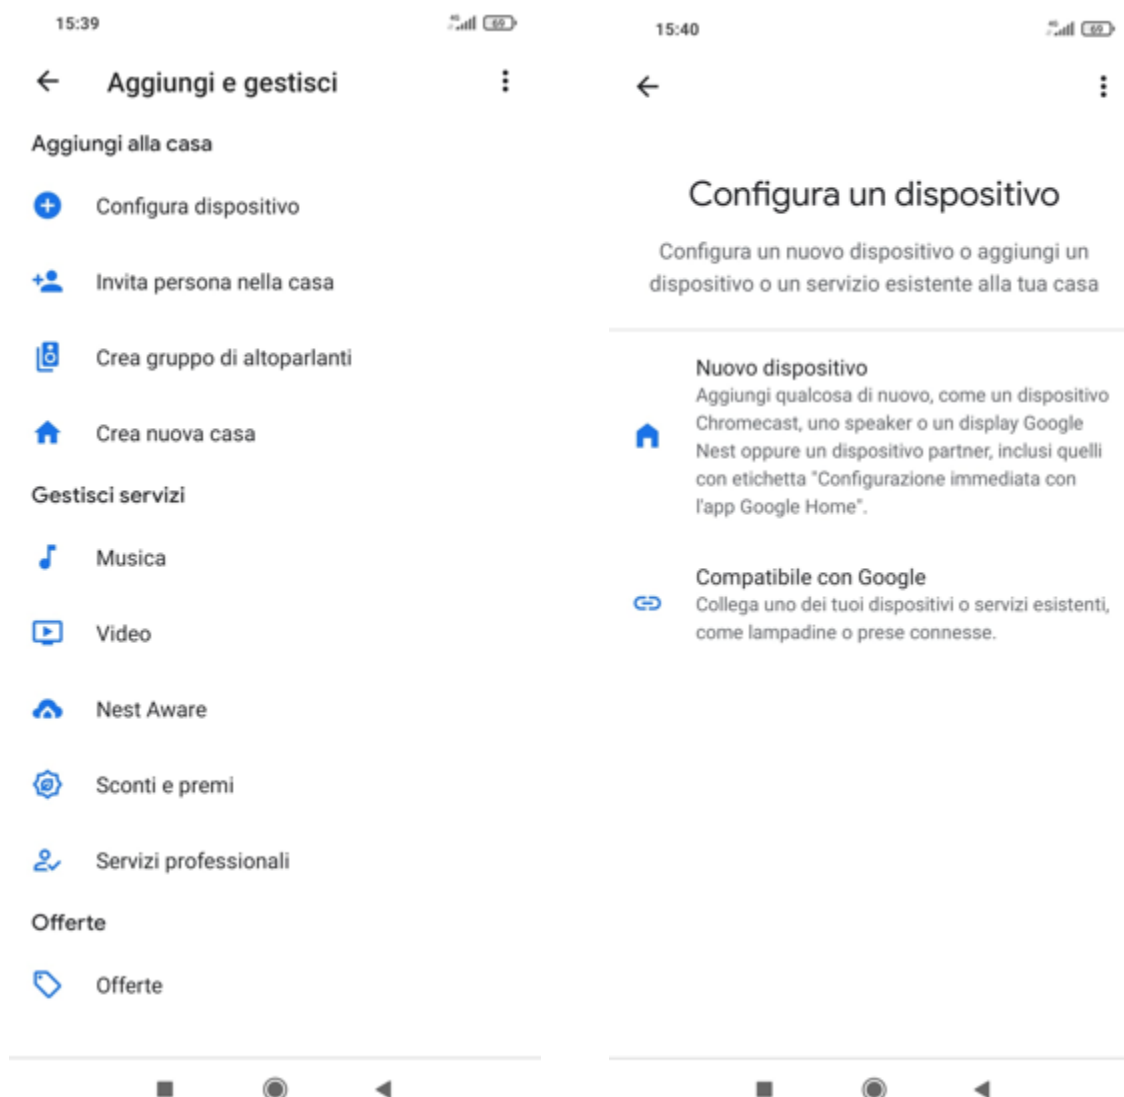 15:39
4G
69
Aggiungi e gestisci
Aggiungi alla casa
Configura dispositivo
Invita persona nella casa
Crea gruppo di altoparlanti
Crea nuova casa
Gestisci servizi
Musica
Video
Nest Aware
Sconti e premi
Servizi professionali
Offerte
Offerte
15:40
4G
69
Configura un dispositivo
Configura un nuovo dispositivo o aggiungi un
dispositivo o un servizio esistente alla tua casa
Nuovo dispositivo
Aggiungi qualcosa di nuovo, come un dispositivo
Chromecast, uno speaker o un display Google
Nest oppure un dispositivo partner, inclusi quelli
con etichetta "Configurazione immediata con
l'app Google Home".
Compatibile con Google
Collega uno dei tuoi dispositivi o servizi esistenti,
come lampadine o prese connesse.